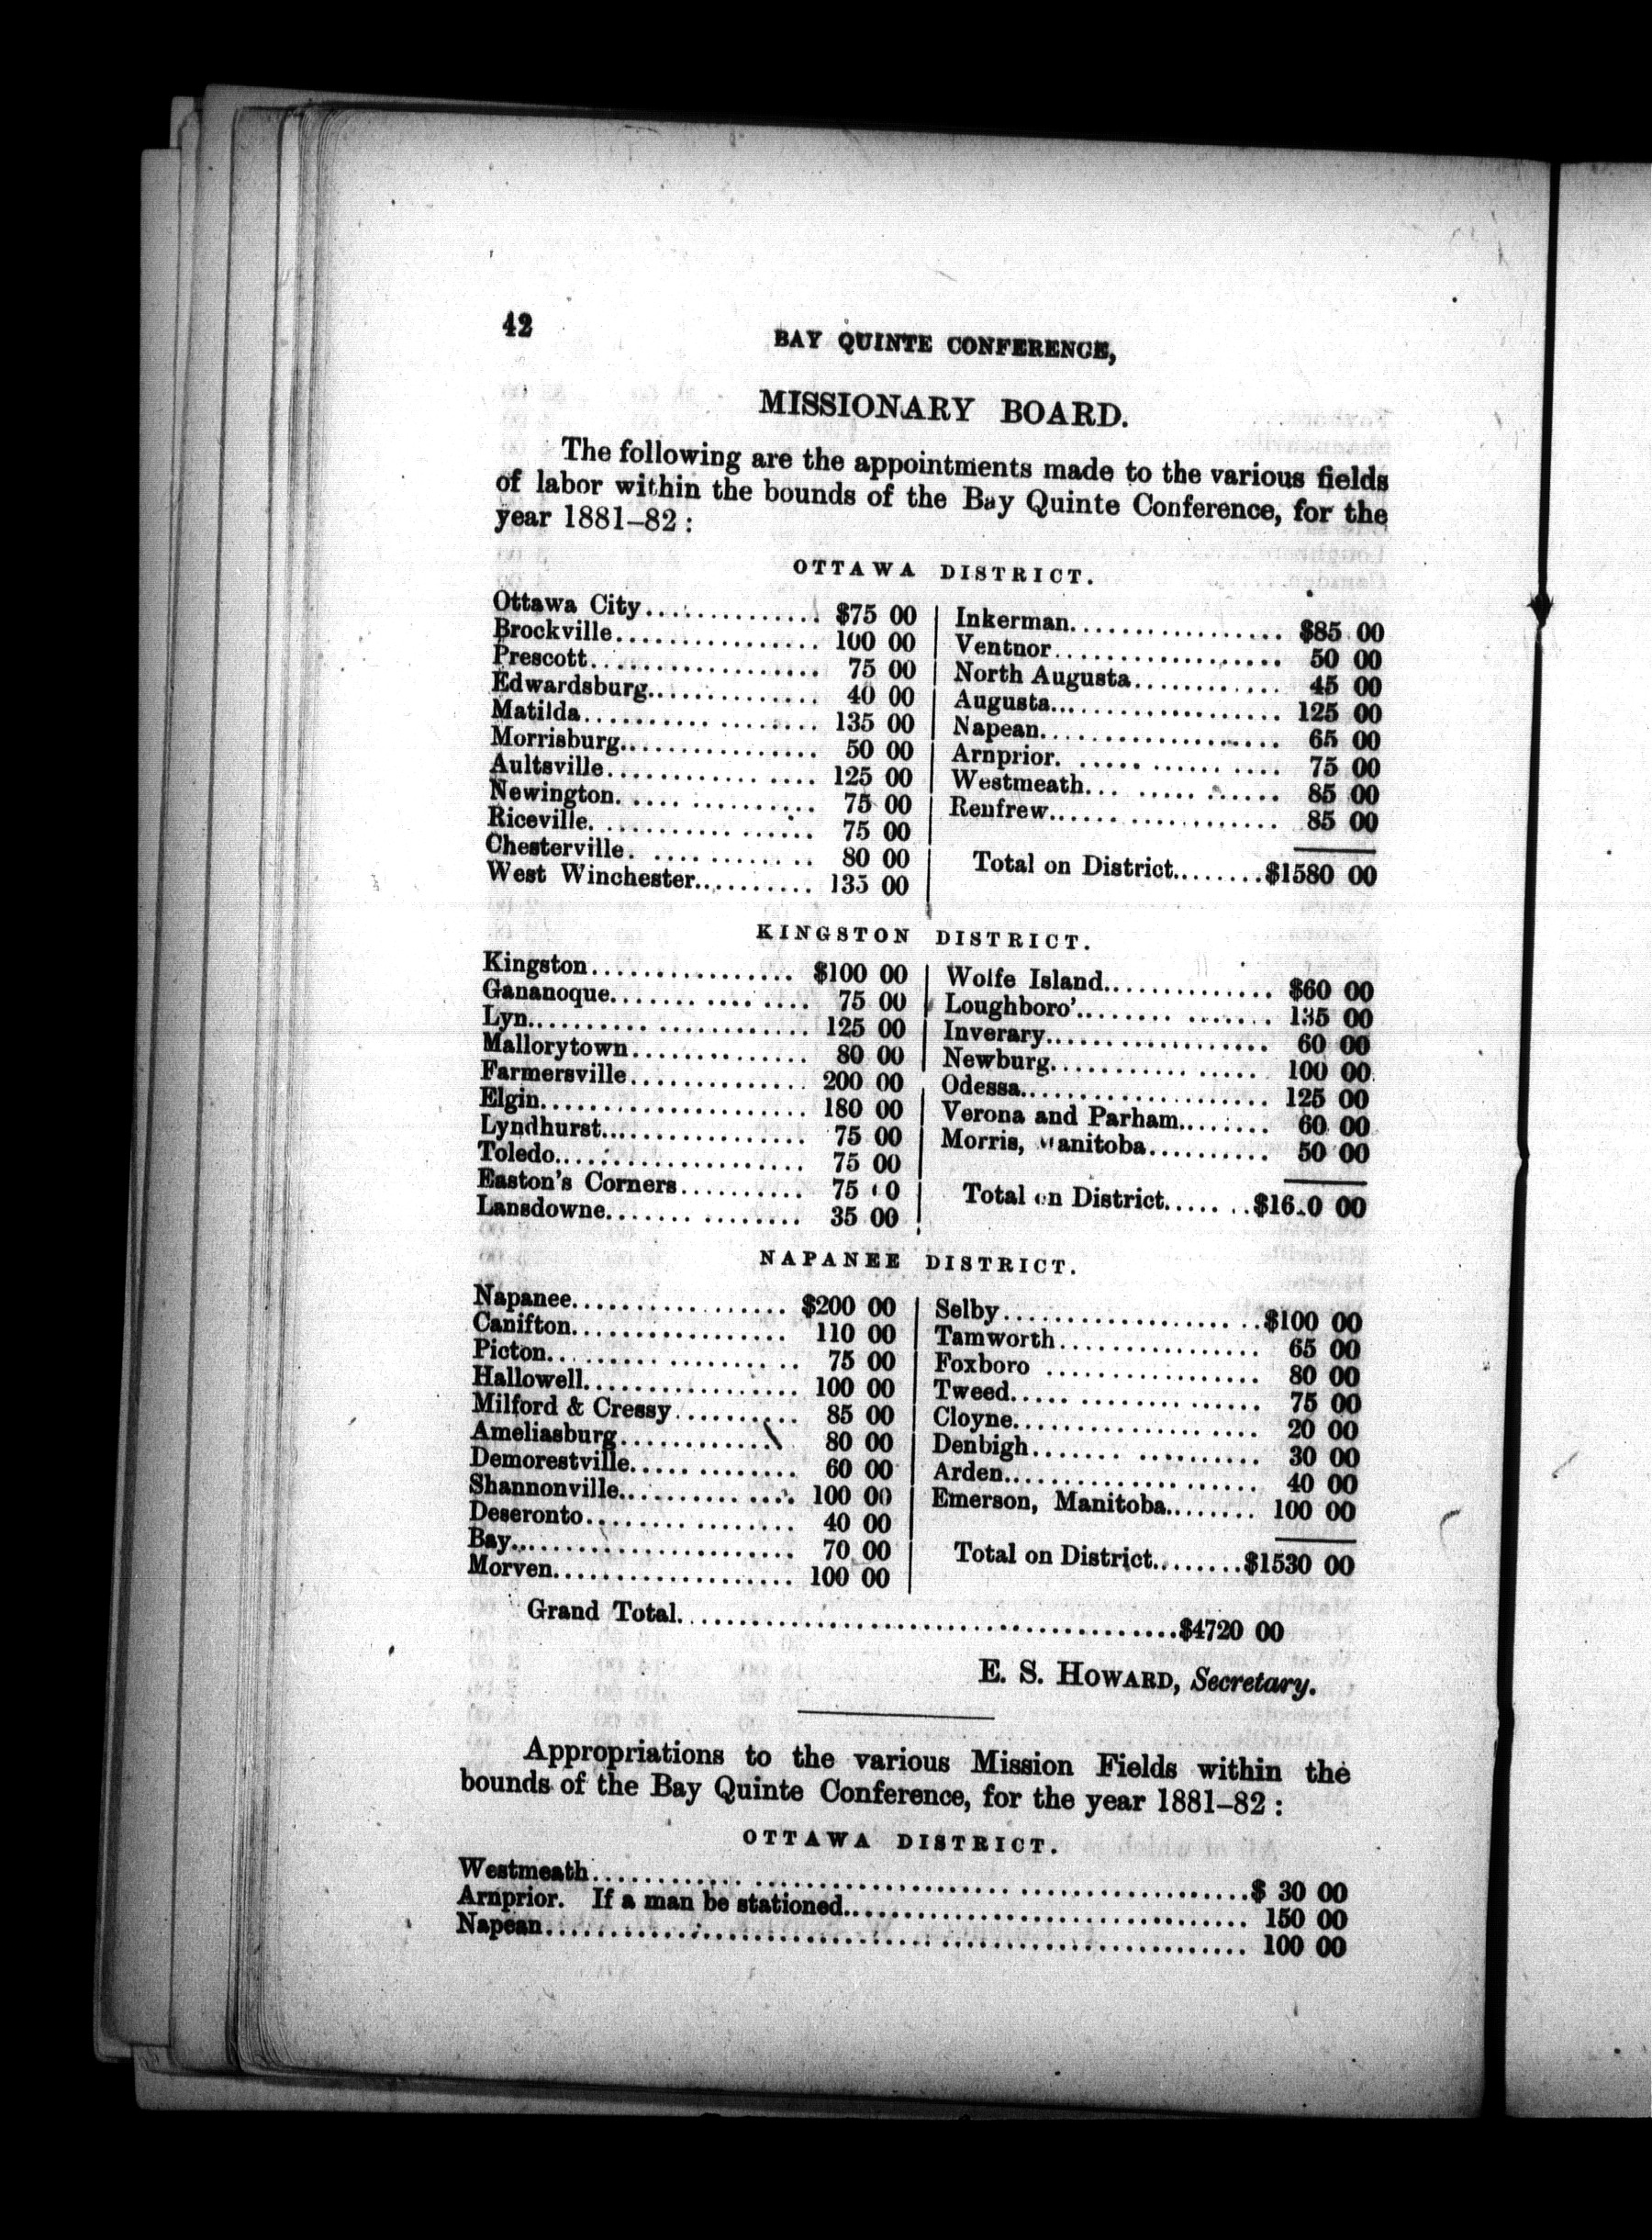 42
BAY QUINTE CONFERENCE,
MISSIONARY BOARD.
The following are the appointments made to the various fields
of labor within the bounds of the Bay Quinte Conference, for the
year 1881–82:
OTTAWA DISTRICT.
Ottawa City.................. $75 00
Brockville.................. 100 00
Prescott.................. 75 00
Edwardsburg.................. 40 00
Matilda.................. 135 00
Morrisburg.................. 50 00
Aultsville.................. 125 00
Newington.................. 75 00
Riceville.................. 75 00
Chesterville.................. 80 00
West Winchester........... 135 00
Inkerman.................. $85 00
Ventnor.................. 50 00
North Augusta............ 45 00
Augusta.................. 125 00
Napean.................. 65 00
Arnprior.................. 75 00
Westmeath.................. 85 00
Renfrew.................. 85 00
Total on District........$1580 00
KINGSTON DISTRICT.
Kingston.................. $100 00
Gananoque.................. 75 00
Lyn.................. 125 00
Mallorytown.............. 80 00
Farmersville.............. 200 00
Elgin.................. 180 00
Lyndhurst.................. 75 00
Toledo.................. 75 00
Easton's Corners.......... 75 0
Lansdowne.................. 35 00
Wolfe Island.............. $60 00
Loughboro'.................. 135 00
Inverary.................. 60 00
Newburg.................. 100 00
Odessa.................. 125 00
Verona and Parham........ 60 00
Morris, Manitoba.......... 50 00
Total on District........
NAPANEE DISTRICT.
Napanee.................. $200 00
Canifton.................. 110 00
Picton.................. 75 00
Hallowell.................. 100 00
Milford & Cressy.......... 85 00
Ameliasburg.............. 80 00
Demorestville.............. 60 00
Shannonville.............. 100 00
Deseronto.................. 40 00
Bay.................. 70 00
Morven.................. 100 00
Selby..................$100 00
Tamworth.................. 65 00
Foxboro .................. 80 00
Tweed.................. 75 00
Cloyne.................. 20 00
Denbigh.................. 30 00
Arden.................. 40 00
Emerson, Manitoba........ 100 00
Total on District........$1530 00
Grand Total........................................$4720 00
E. S. HOWARD, Secretary.
Appropriations to the various Mission Fields within the
bounds of the Bay Quinte Conference, for the year 1881–82:
OTTAWA DISTRICT.
Westmeath........................................$ 30 00
Arnprior. If a man be stationed.............................. 150 00
Napean........................................ 100 00